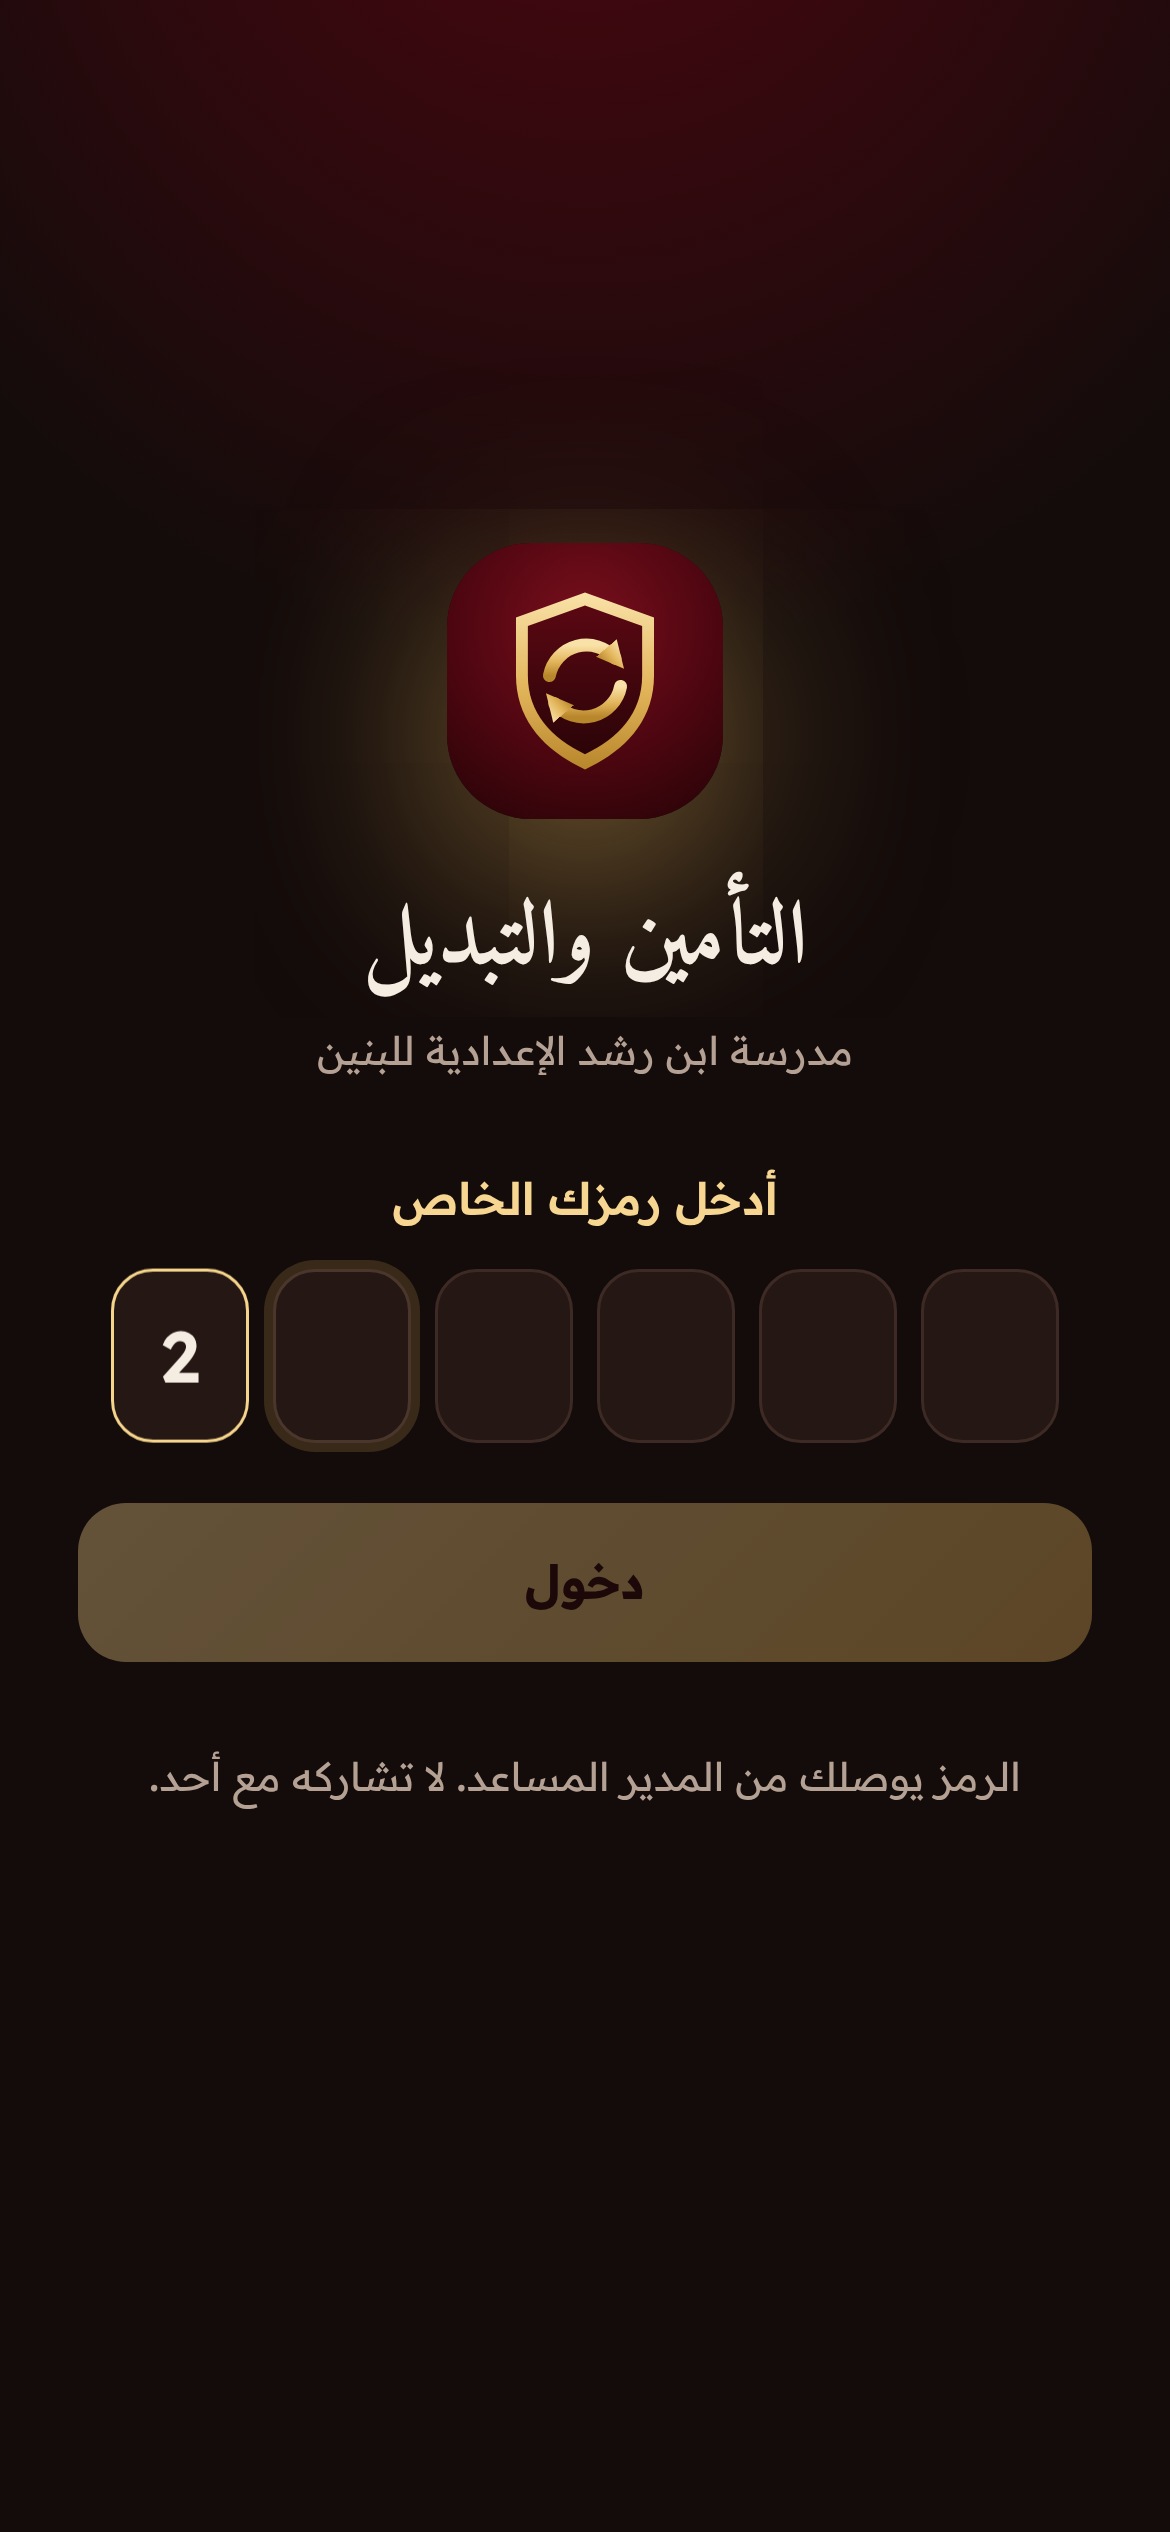 التأمين والتبديل
مدرسة ابن رشد الإعدادية للبنين
أدخل رمزك الخاص
2
دخول
الرمز يوصلك من المدير المساعد. لا تشاركه مع أحد.